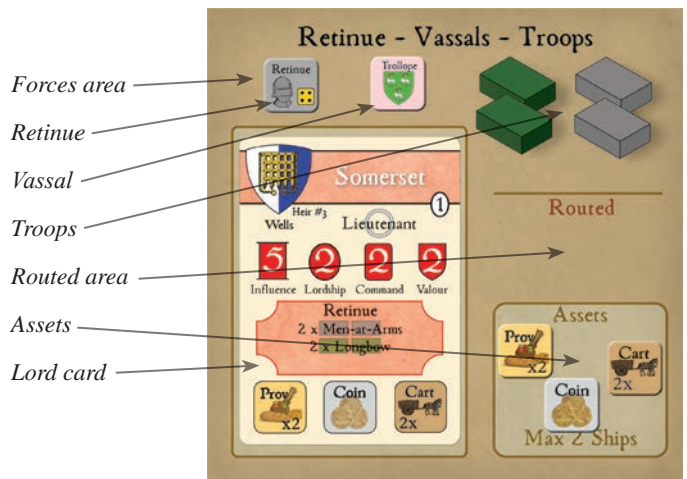 Retinue - Vassals - Troops
Forces area
Retinue
Vassal
Troops
Routed area
Assets
Lord card
Retinue
Trollope
Somerset
1
Heir #3
Wells
Lieutenant
5 2 2 2
Influence Lordship Command Valour
Retinue
2 x Men-at-Arms
2 x Longbow
Prov
x2
Coin
Cart
2x
Routed
Assets
Prov
x2
Cart
2x
Coin
Max 2 Ships